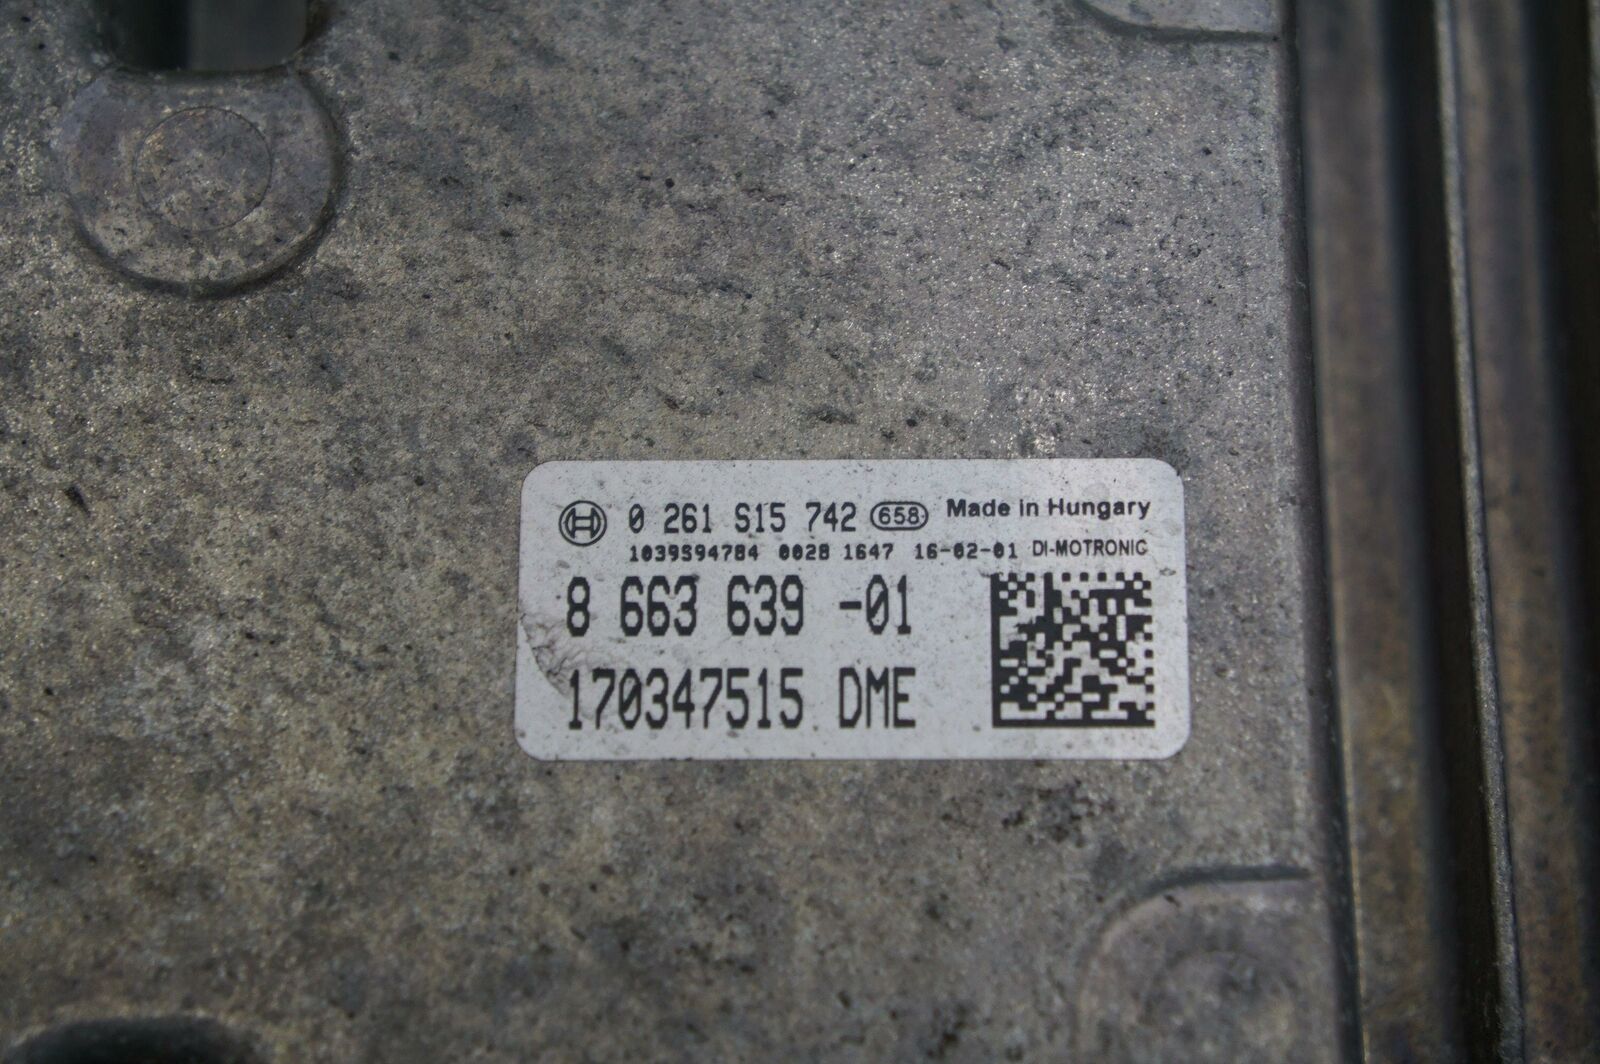 0 261 S15 742 658 Made in Hungary
1039S94784 0028 1647 16-02-01 DI-MOTRONIC
8 663 639 -01
170347515 DME